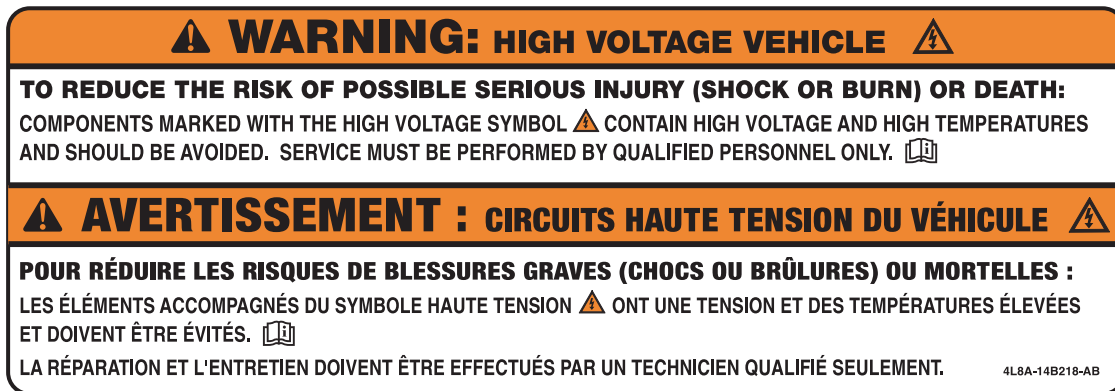 WARNING: HIGH VOLTAGE VEHICLE
TO REDUCE THE RISK OF POSSIBLE SERIOUS INJURY (SHOCK OR BURN) OR DEATH:
COMPONENTS MARKED WITH THE HIGH VOLTAGE SYMBOL CONTAIN HIGH VOLTAGE AND HIGH TEMPERATURES
AND SHOULD BE AVOIDED. SERVICE MUST BE PERFORMED BY QUALIFIED PERSONNEL ONLY.
AVERTISSEMENT : CIRCUITS HAUTE TENSION DU VÉHICULE
POUR RÉDUIRE LES RISQUES DE BLESSURES GRAVES (CHOCS OU BRÛLURES) OU MORTELLES :
LES ÉLÉMENTS ACCOMPAGNÉS DU SYMBOLE HAUTE TENSION ONT UNE TENSION ET DES TEMPÉRATURES ÉLEVÉES
ET DOIVENT ÊTRE ÉVITÉS.
LA RÉPARATION ET L'ENTRETIEN DOIVENT ÊTRE EFFECTUÉS PAR UN TECHNICIEN QUALIFIÉ SEULEMENT.
4L8A-14B218-AB